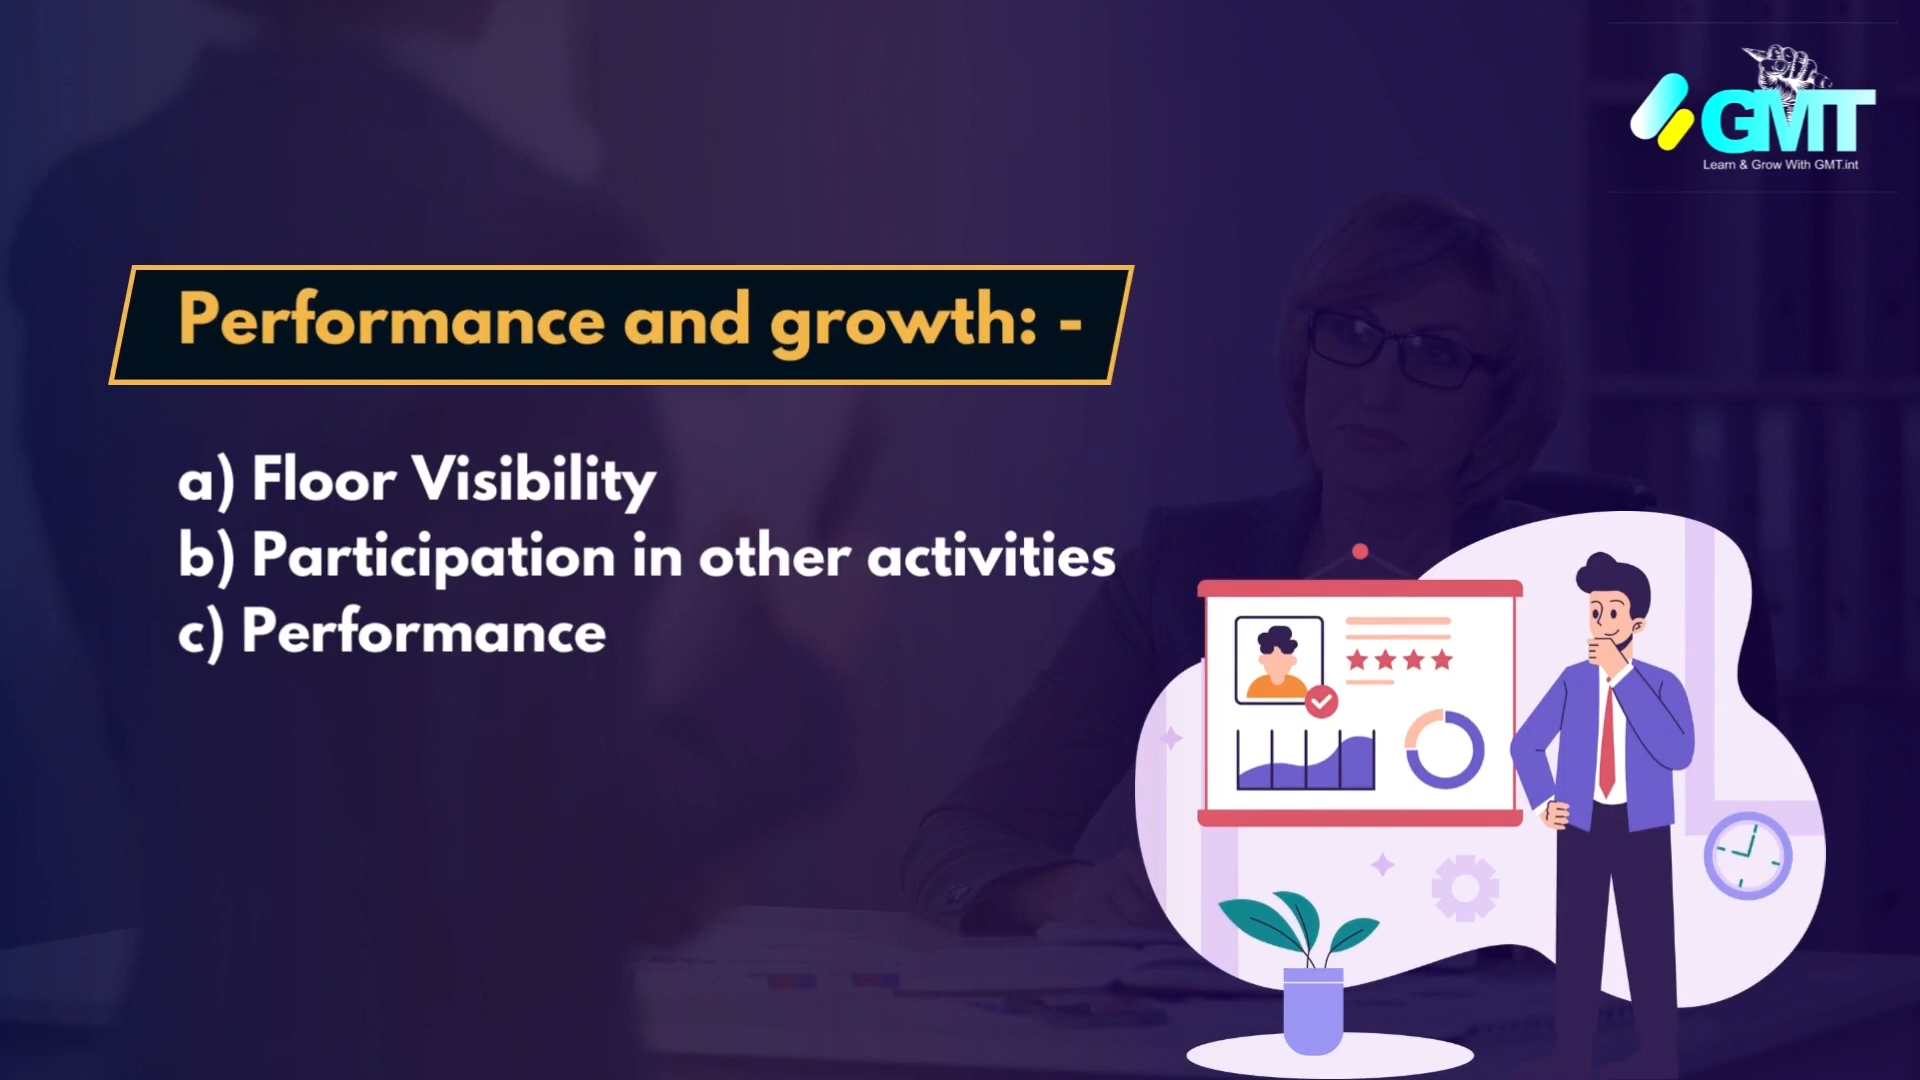 GMT
Learn & Grow With GMT.int
Performance and growth: -
a) Floor Visibility
b) Participation in other activities
c) Performance